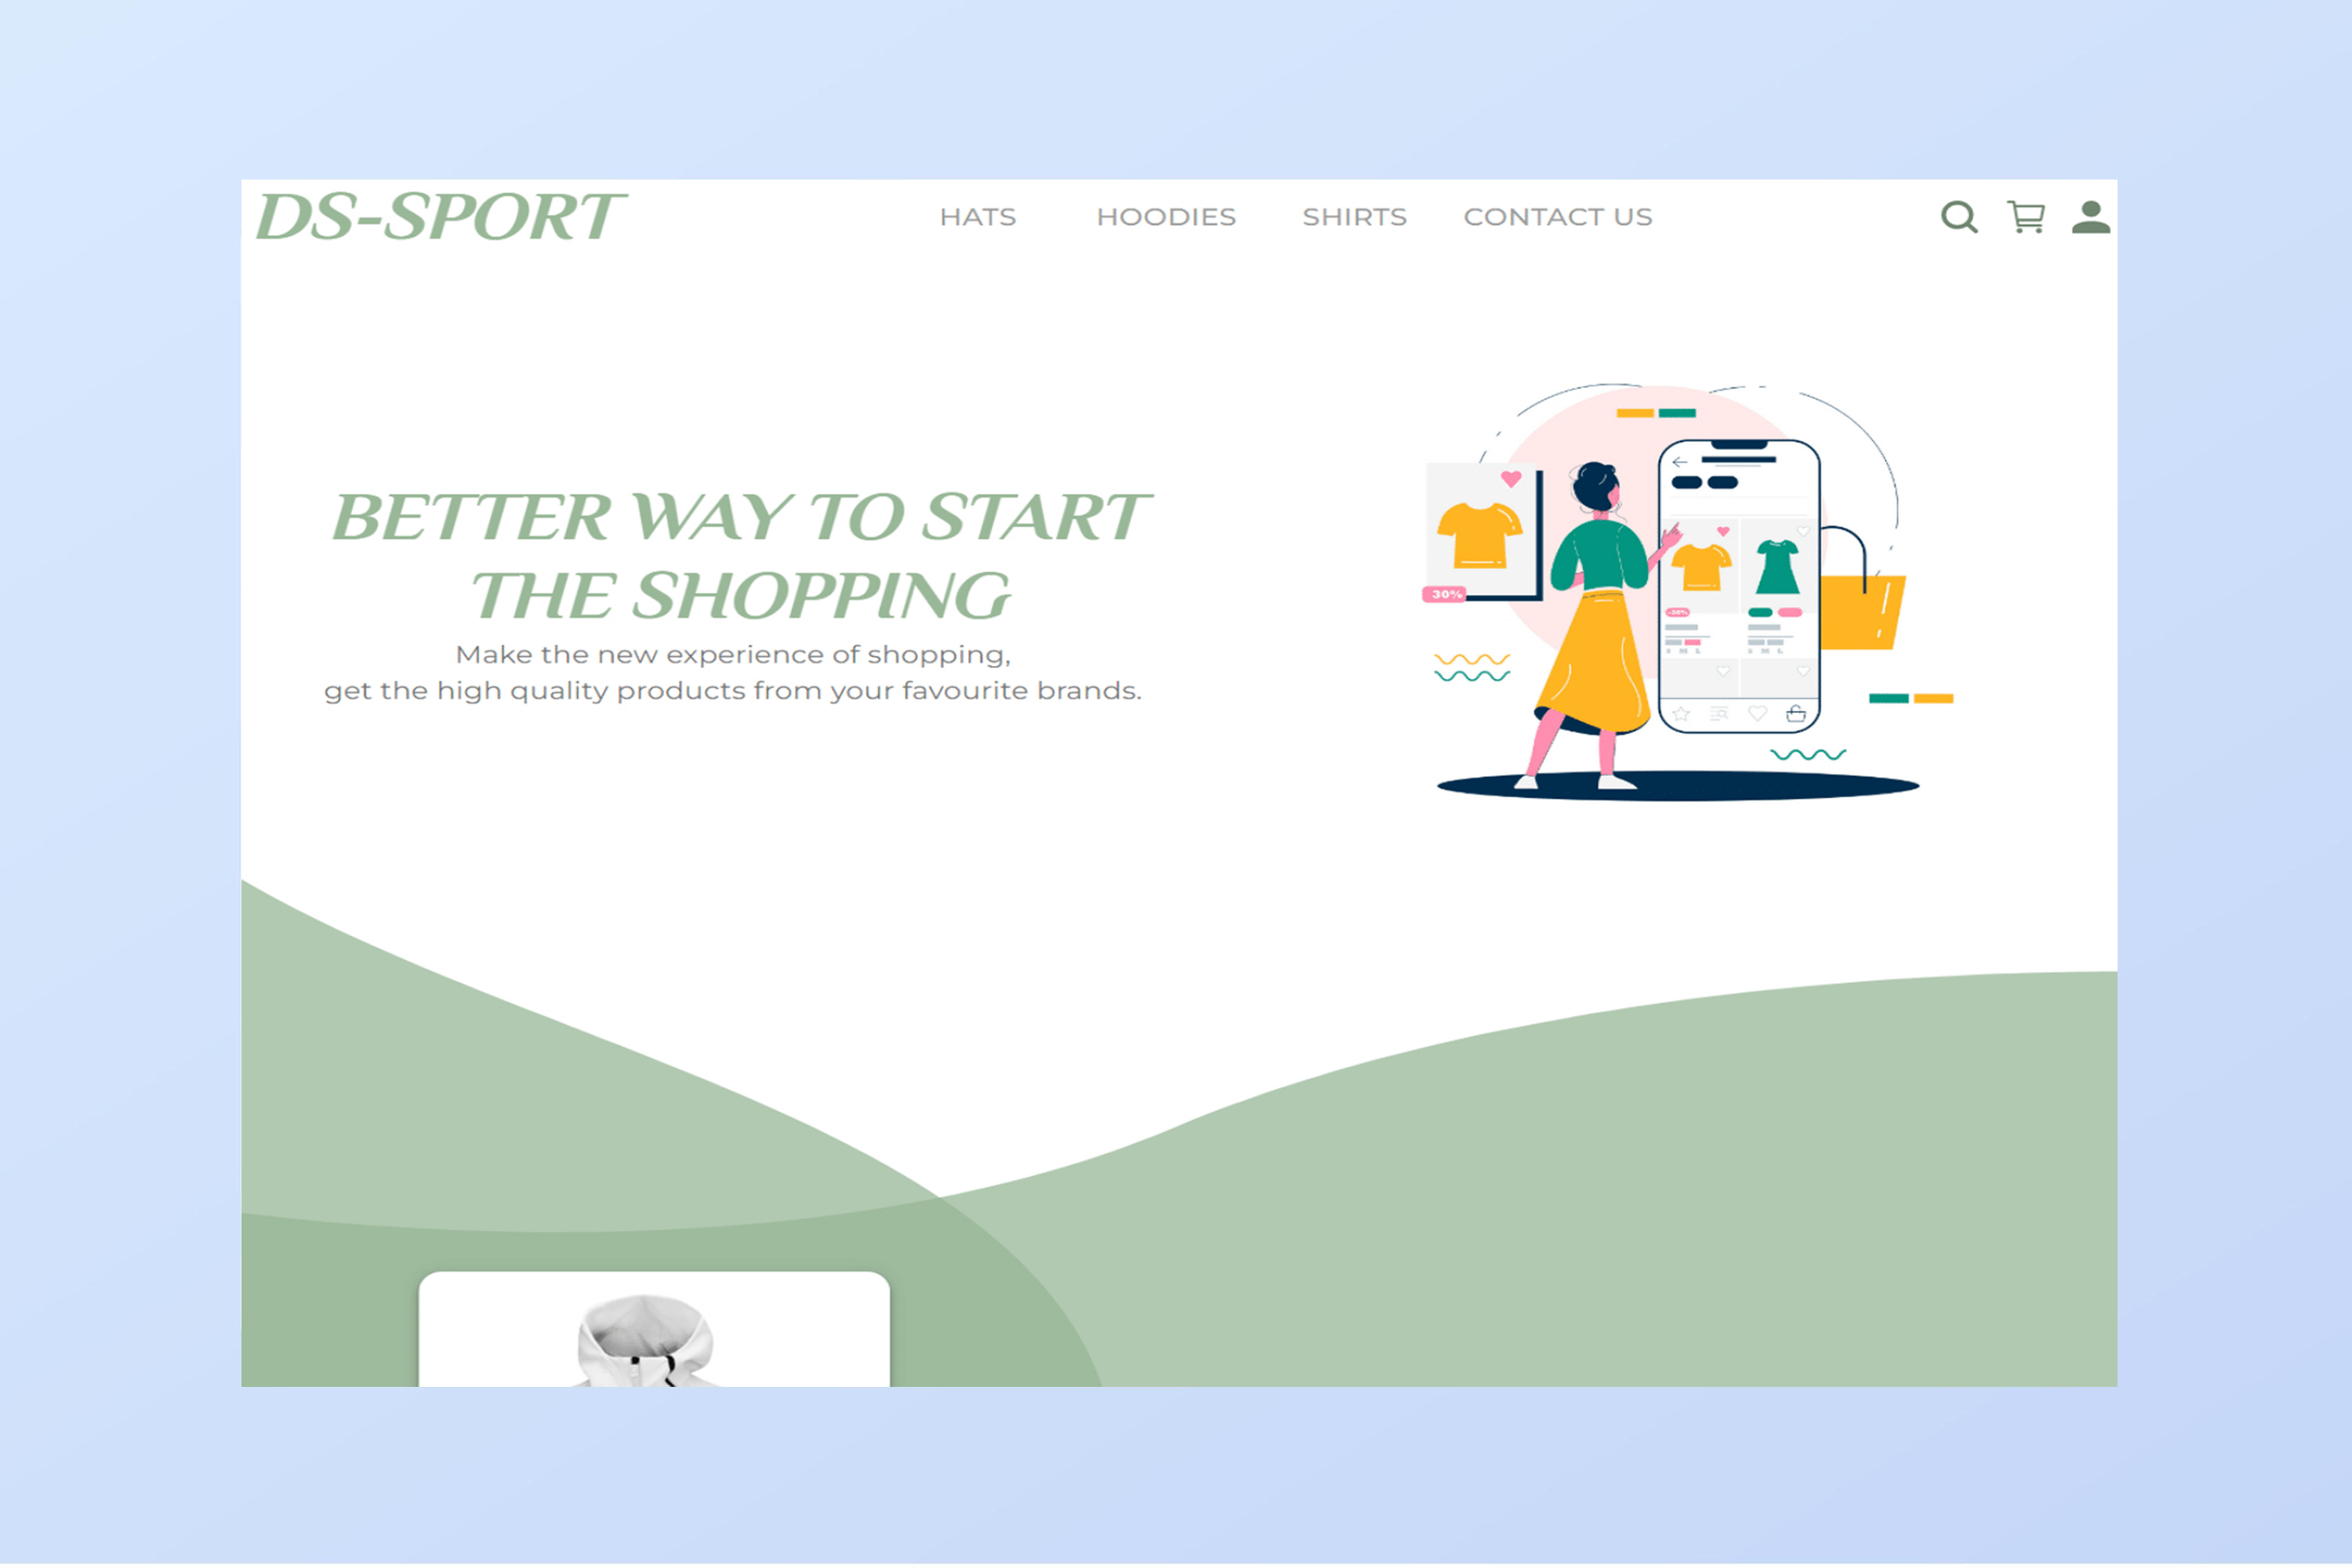 DS-SPORT
HATS HOODIES SHIRTS CONTACT US
BETTER WAY TO START
THE SHOPPING
Make the new experience of shopping,
get the high quality products from your favourite brands.
30%
-30%
S M L
S M L